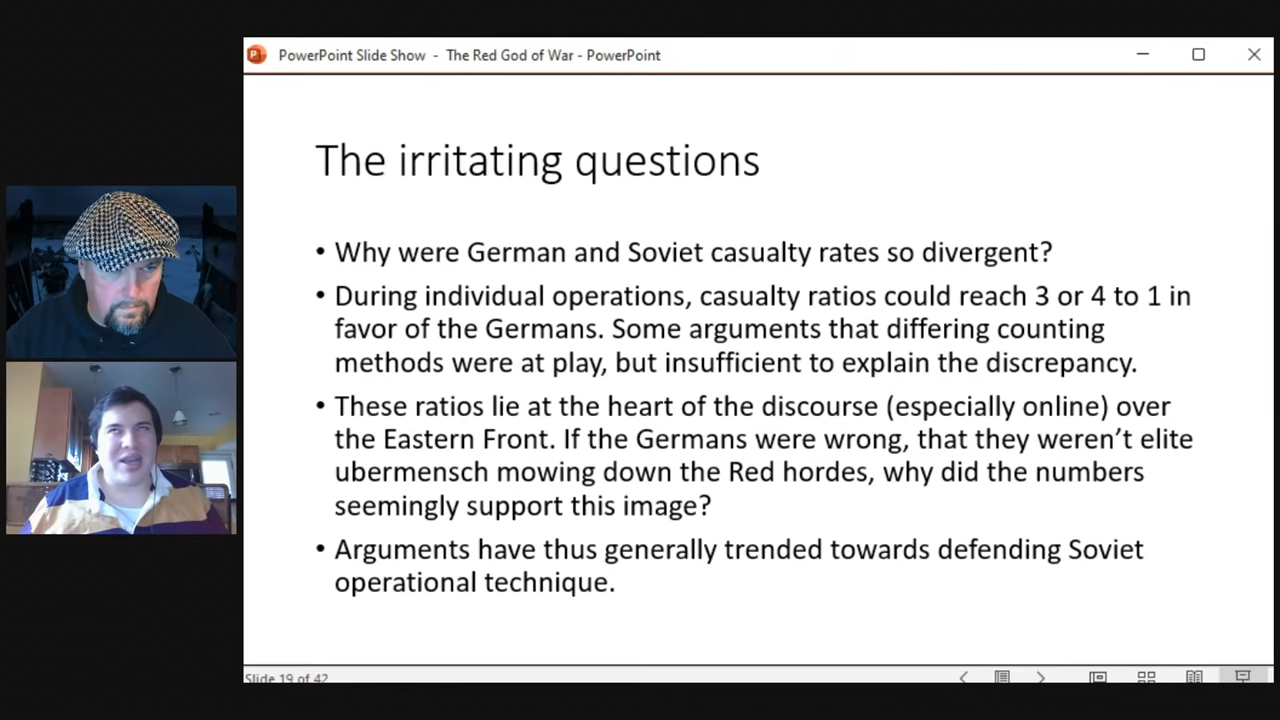 PowerPoint Slide Show - The Red God of War - PowerPoint
The irritating questions
• Why were German and Soviet casualty rates so divergent?
• During individual operations, casualty ratios could reach 3 or 4 to 1 in
favor of the Germans. Some arguments that differing counting
methods were at play, but insufficient to explain the discrepancy.
• These ratios lie at the heart of the discourse (especially online) over
the Eastern Front. If the Germans were wrong, that they weren’t elite
ubermensch mowing down the Red hordes, why did the numbers
seemingly support this image?
• Arguments have thus generally trended towards defending Soviet
operational technique.
Slide 19 of 42